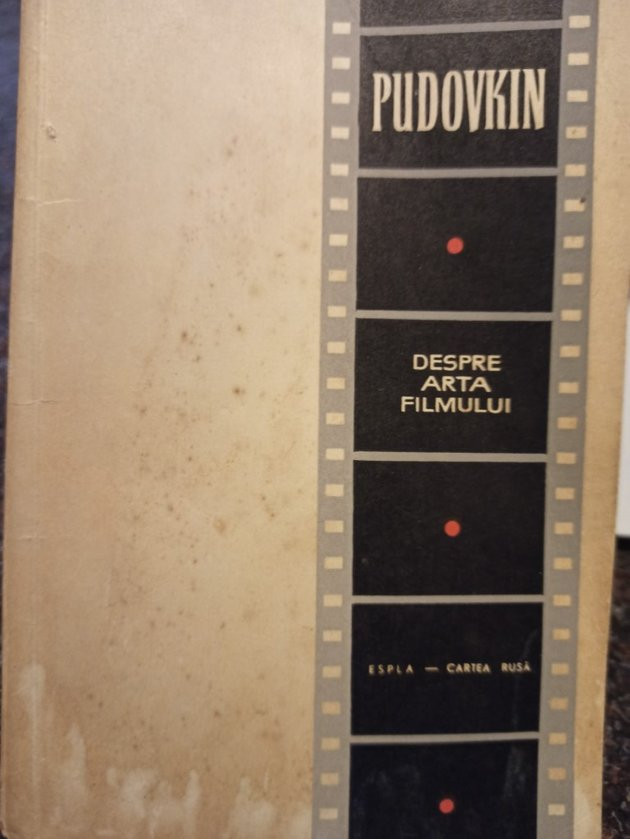 PUDOVKIN
DESPRE
ARTA
FILMULUI
ESPLA — CARTEA RUSĂ